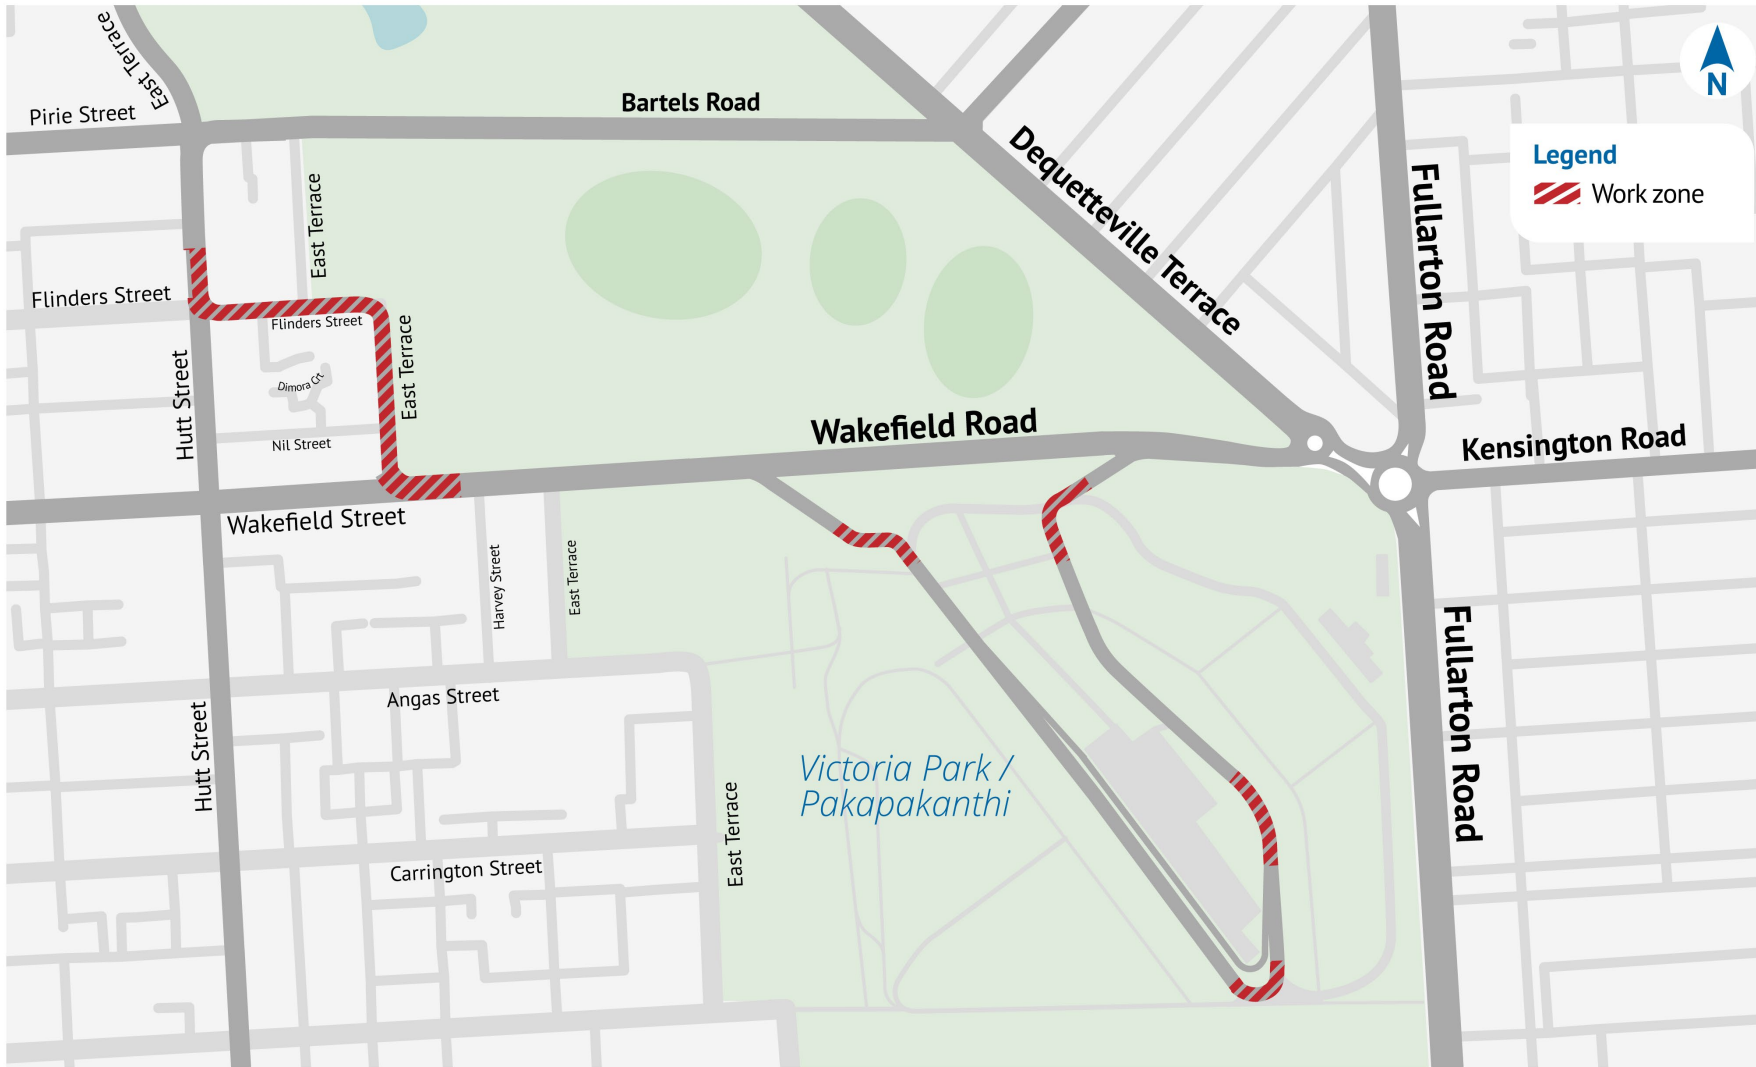 East Terrace
Pirie Street
Bartels Road
N
Dequetteville Terrace
Legend
Work zone
Fullarton Road
East Terrace
Flinders Street
Flinders Street
East Terrace
Hutt Street
Dimora Crt
Nil Street
Wakefield Road
Kensington Road
Wakefield Street
Harvey Street
East Terrace
Fullarton Road
Angas Street
Hutt Street
Victoria Park /
Pakapakanthi
East Terrace
Carrington Street